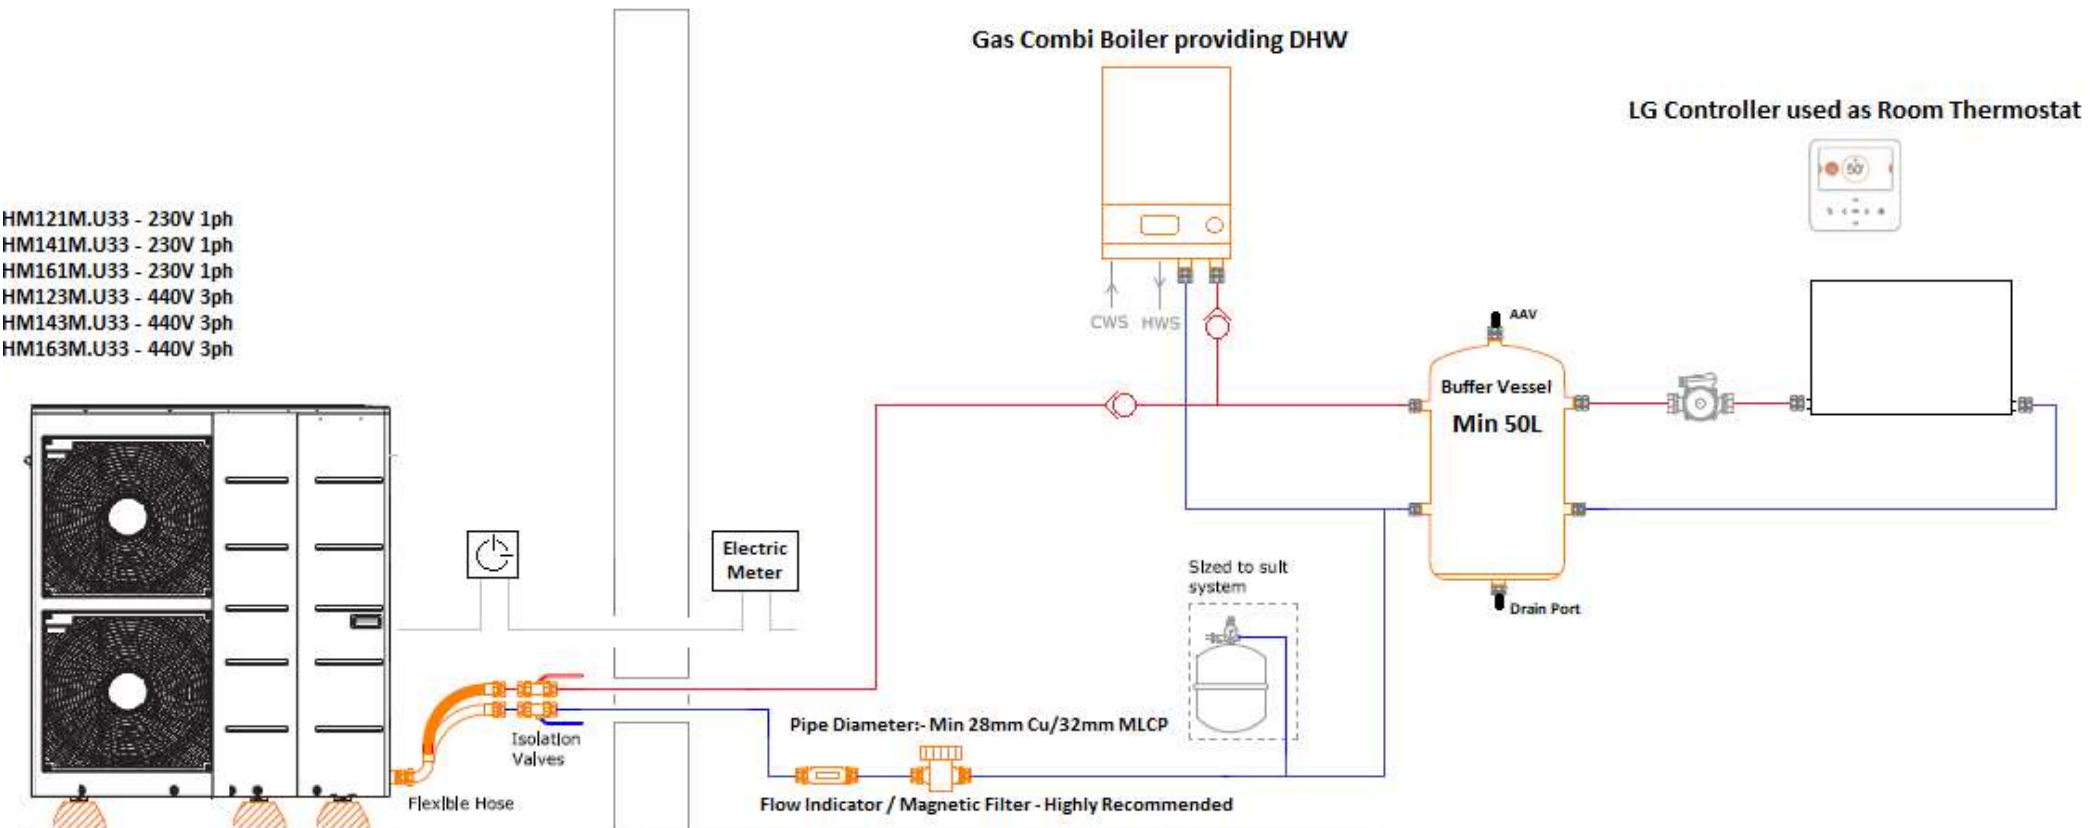 Gas Combi Boiler providing DHW
LG Controller used as Room Thermostat
50°
HM121M.U33 - 230V 1ph
HM141M.U33 - 230V 1ph
HM161M.U33 - 230V 1ph
HM123M.U33 - 440V 3ph
HM143M.U33 - 440V 3ph
HM163M.U33 - 440V 3ph
CWS HWS
AAV
Buffer Vessel
Min 50L
Electric
Meter
Sized to suit
system
Drain Port
Isolation
Valves
Pipe Diameter:- Min 28mm Cu/32mm MLCP
Flexible Hose
Flow Indicator / Magnetic Filter - Highly Recommended